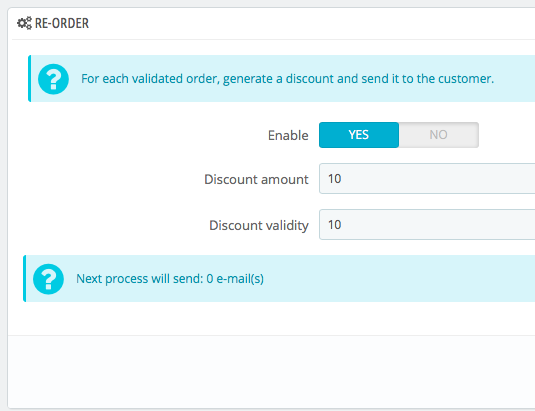 RE-ORDER
For each validated order, generate a discount and send it to the customer.
Enable YES NO
Discount amount 10
Discount validity 10
Next process will send: 0 e-mail(s)